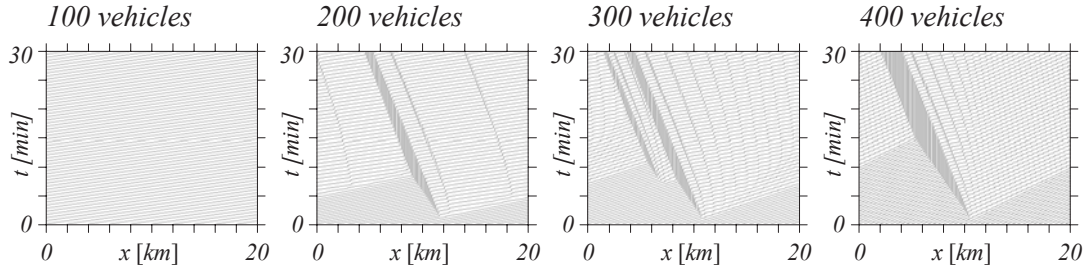 100 vehicles
200 vehicles
300 vehicles
400 vehicles
30
t [min]
0
0
x [km]
20
30
t [min]
0
0
x [km]
20
30
t [min]
0
0
x [km]
20
30
t [min]
0
0
x [km]
20